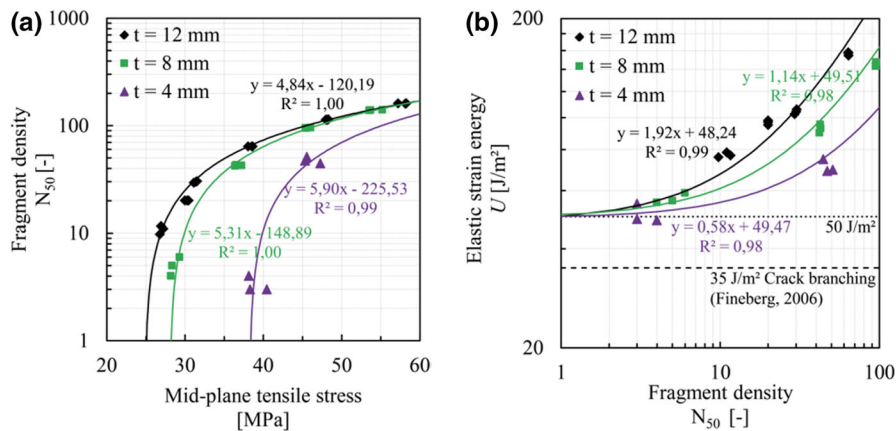 (a)
1000
100
10
1
Fragment density
N₅₀ [-]
t = 12 mm
t = 8 mm
t = 4 mm
y = 4,84x - 120,19
R² = 1,00
y = 5,90x - 225,53
R² = 0,99
y = 5,31x - 148,89
R² = 1,00
20 30 40 50 60
Mid-plane tensile stress
[MPa]
(b)
200
20
Elastic strain energy
U [J/m²]
t = 12 mm
t = 8 mm
t = 4 mm
y = 1,14x + 49,51
R² = 0,98
y = 1,92x + 48,24
R² = 0,99
y = 0,58x + 49,47
R² = 0,98
50 J/m²
35 J/m² Crack branching
(Fineberg, 2006)
1 10 100
Fragment density
N₅₀ [-]